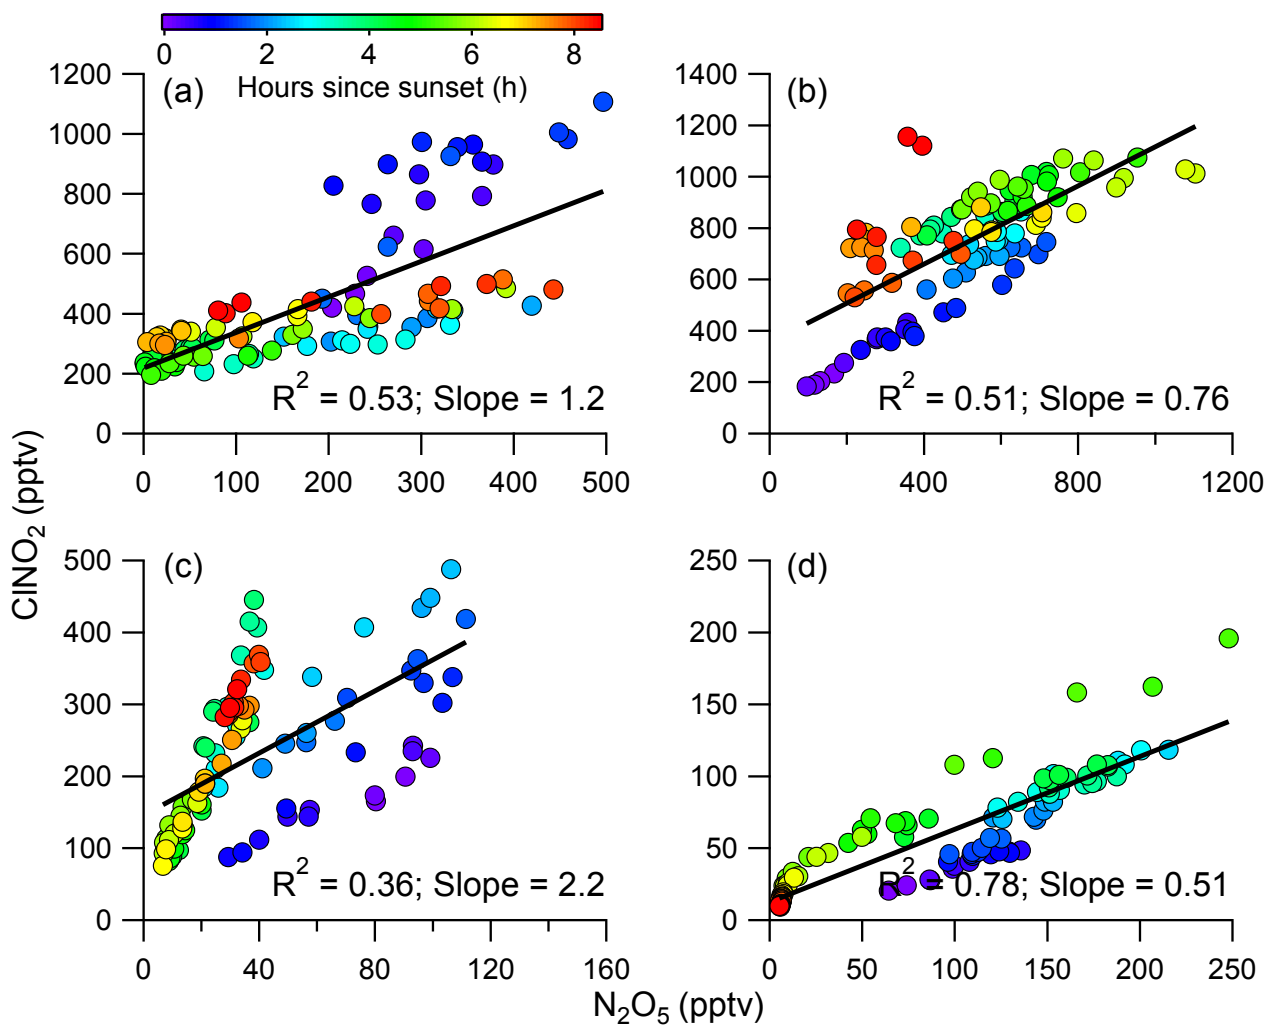 0 2 4 6 8
Hours since sunset (h)
(a)
1200
1000
800
600
400
200
0
R2 = 0.53; Slope = 1.2
0 100 200 300 400 500
(b)
1400
1200
1000
800
600
400
200
0
R2 = 0.51; Slope = 0.76
0 400 800 1200
ClNO2 (pptv)
(c)
500
400
300
200
100
0
R2 = 0.36; Slope = 2.2
0 40 80 120 160
(d)
250
200
150
100
50
0
R2 = 0.78; Slope = 0.51
0 50 100 150 200 250
N2O5 (pptv)